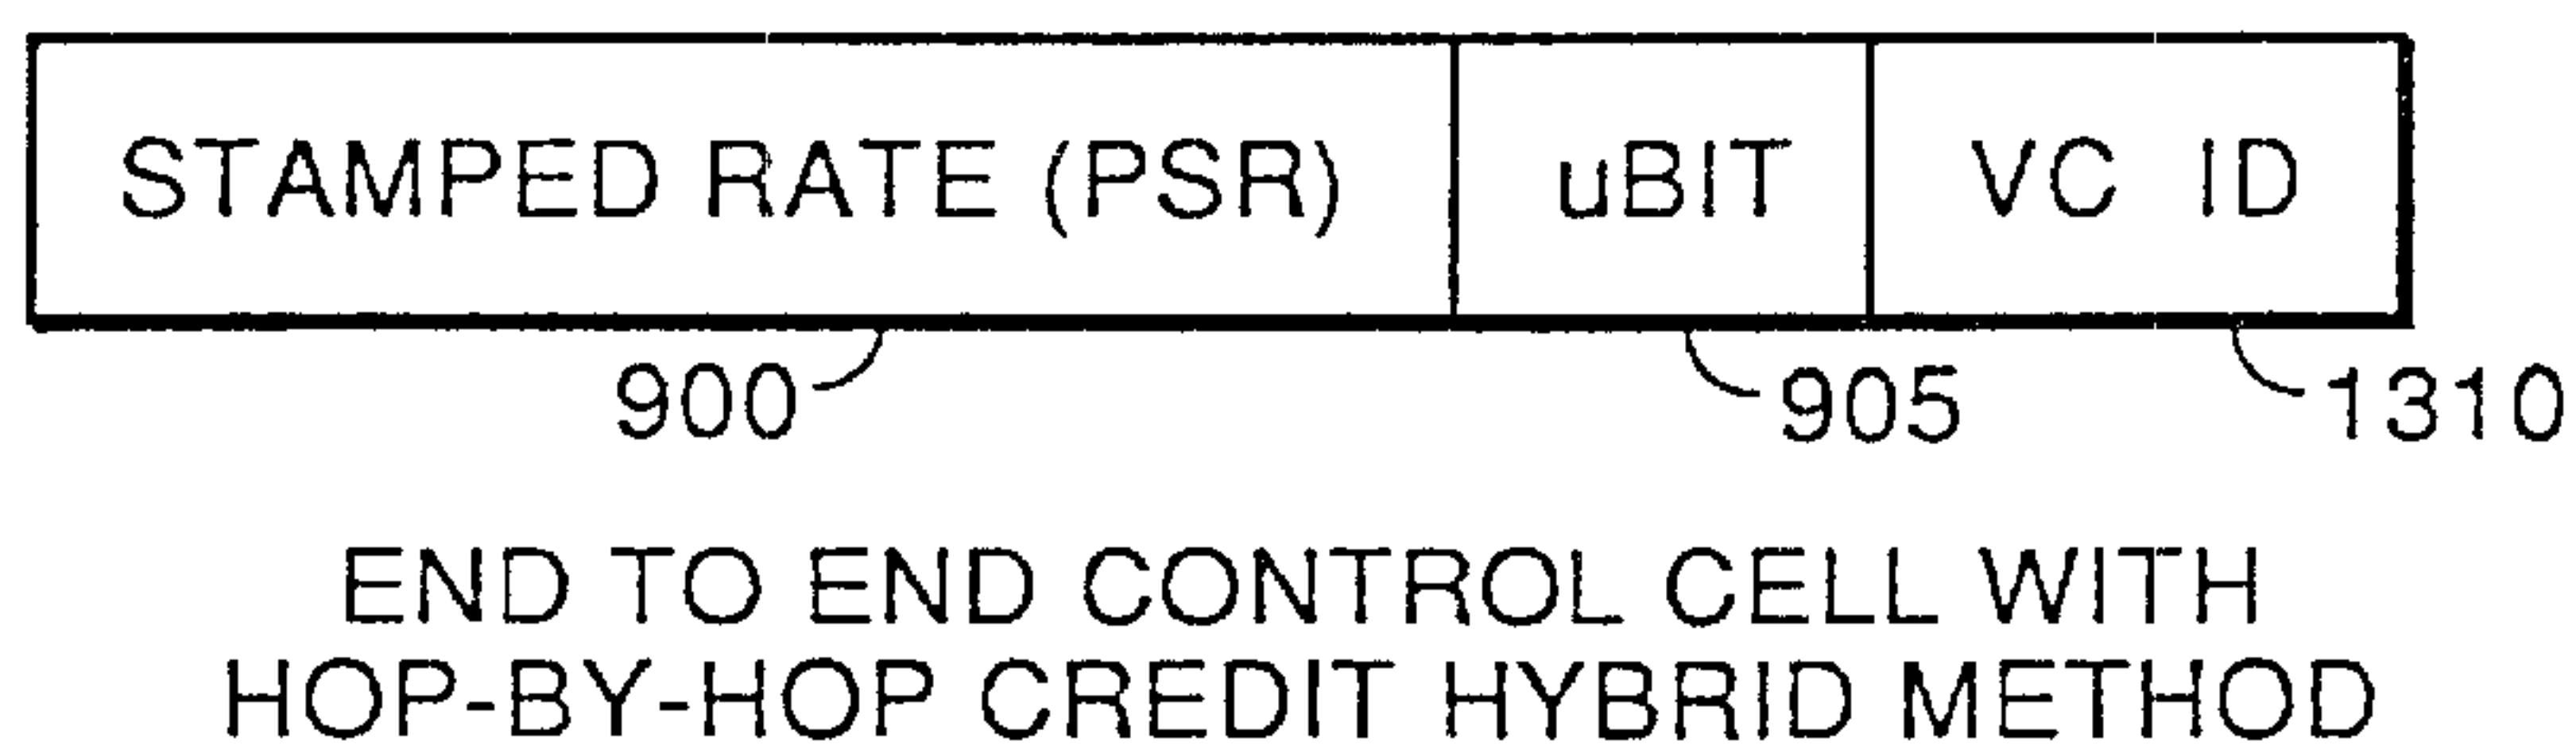 STAMPED RATE (PSR) uBIT VC ID
900 905 1310
END TO END CONTROL CELL WITH
HOP-BY-HOP CREDIT HYBRID METHOD